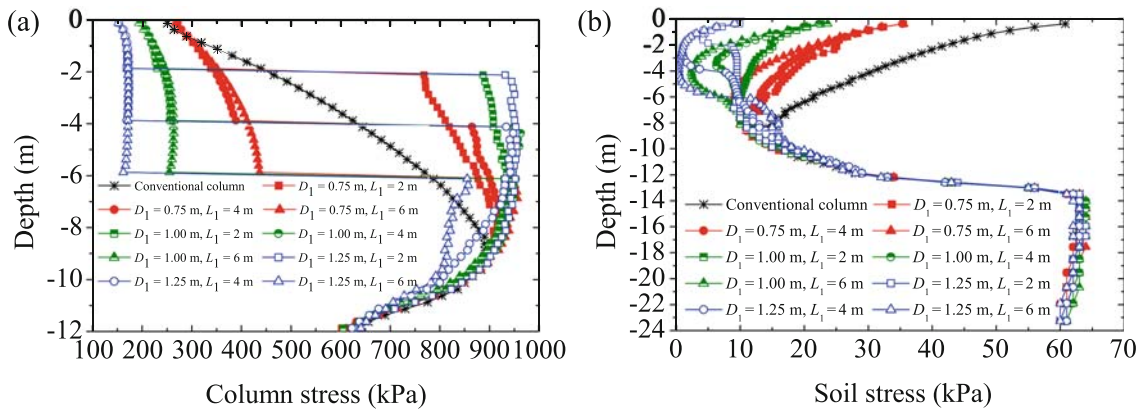 (a)
0
-2
-4
-6
-8
-10
-12
Depth (m)
Conventional column
D1 = 0.75 m, L1 = 2 m
D1 = 0.75 m, L1 = 4 m
D1 = 0.75 m, L1 = 6 m
D1 = 1.00 m, L1 = 2 m
D1 = 1.00 m, L1 = 4 m
D1 = 1.00 m, L1 = 6 m
D1 = 1.25 m, L1 = 2 m
D1 = 1.25 m, L1 = 4 m
D1 = 1.25 m, L1 = 6 m
100 200 300 400 500 600 700 800 900 1000
Column stress (kPa)
(b)
0
-2
-4
-6
-8
-10
-12
-14
-16
-18
-20
-22
-24
Depth (m)
Conventional column
D1 = 0.75 m, L1 = 2 m
D1 = 0.75 m, L1 = 4 m
D1 = 0.75 m, L1 = 6 m
D1 = 1.00 m, L1 = 2 m
D1 = 1.00 m, L1 = 4 m
D1 = 1.00 m, L1 = 6 m
D1 = 1.25 m, L1 = 2 m
D1 = 1.25 m, L1 = 4 m
D1 = 1.25 m, L1 = 6 m
0 10 20 30 40 50 60 70
Soil stress (kPa)